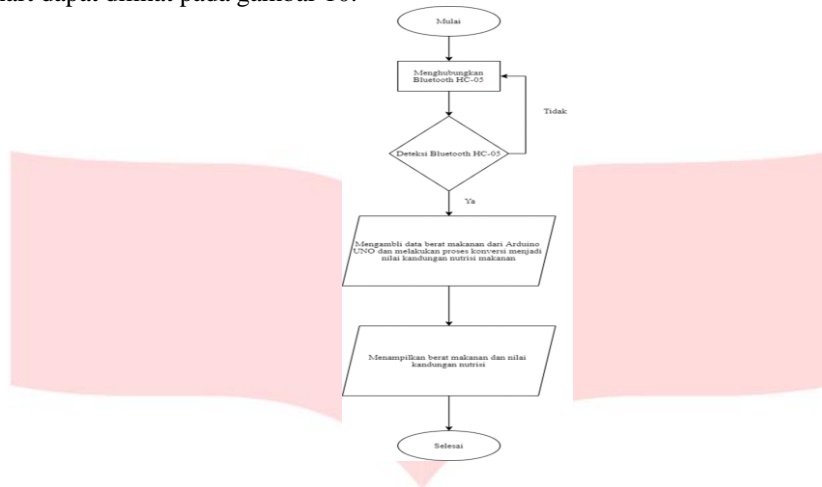 dapat dilihat pada gambar 10.
Mulai
Menghubungkan
Bluetooth HC-05
Tidak
Deteksi Bluetooth HC-05
Ya
Mengambli data berat makanan dari Arduino
UNO dan melakukan proses konversi menjadi
nilai kandungan nutrisi makanan
Menampilkan berat makanan dan nilai
kandungan nutrisi
Selesai